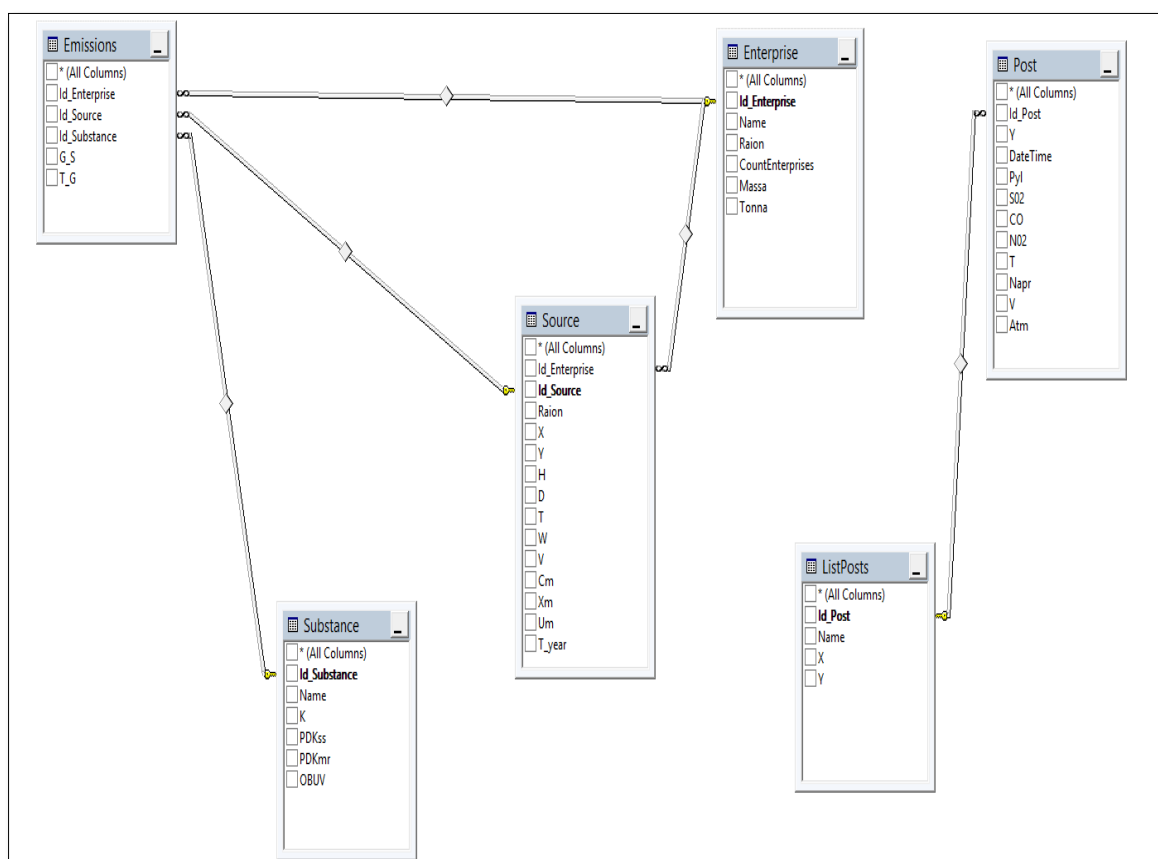 Emissions
* (All Columns)
Id_Enterprise
Id_Source
Id_Substance
G_S
T_G
Enterprise
* (All Columns)
Id_Enterprise
Name
Raion
CountEnterprises
Massa
Tonna
Post
* (All Columns)
Id_Post
Y
DateTime
Pyl
S02
CO
N02
T
Napr
V
Atm
Source
* (All Columns)
Id_Enterprise
Id_Source
Raion
X
Y
H
D
T
W
V
Cm
Xm
Um
T_year
ListPosts
* (All Columns)
Id_Post
Name
X
Y
Substance
* (All Columns)
Id_Substance
Name
K
PDKss
PDKmr
OBUV